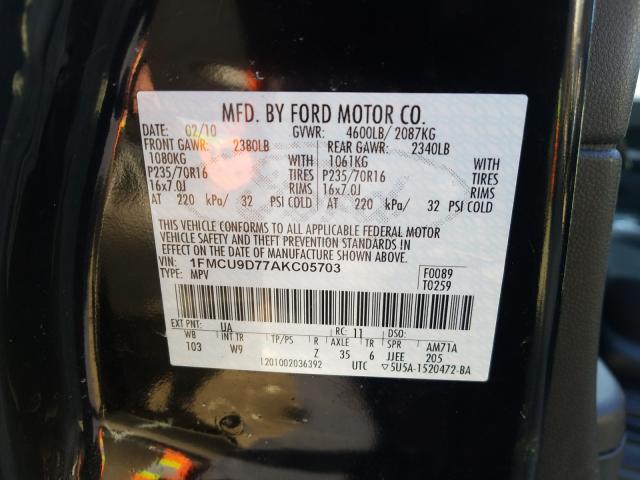 MFD. BY FORD MOTOR CO.
DATE: 02/10 GVWR: 4600LB/ 2087KG
FRONT GAWR: 2380LB REAR GAWR: 2340LB
1080KG WITH 1061KG WITH
P235/70R16 TIRES P235/70R16 TIRES
16x7.0J RIMS 16x7.0J RIMS
AT 220 kPa/ 32 PSI COLD AT 220 kPa/ 32 PSI COLD
THIS VEHICLE CONFORMS TO ALL APPLICABLE FEDERAL MOTOR
VEHICLE SAFETY AND THEFT PREVENTION STANDARDS IN
EFFECT ON THE DATE OF MANUFACTURE SHOWN ABOVE.
VIN: 1FMCU9D77AKC05703
TYPE: MPV
F0089
T0259
EXT PNT: UA RC: 11 DSO:
WB INT TR TP/PS R AXLE TR SPR AM71A
103 W9 Z 35 6 JJEE 205
1201002036392 UTC ▽5U5A-1520472-BA